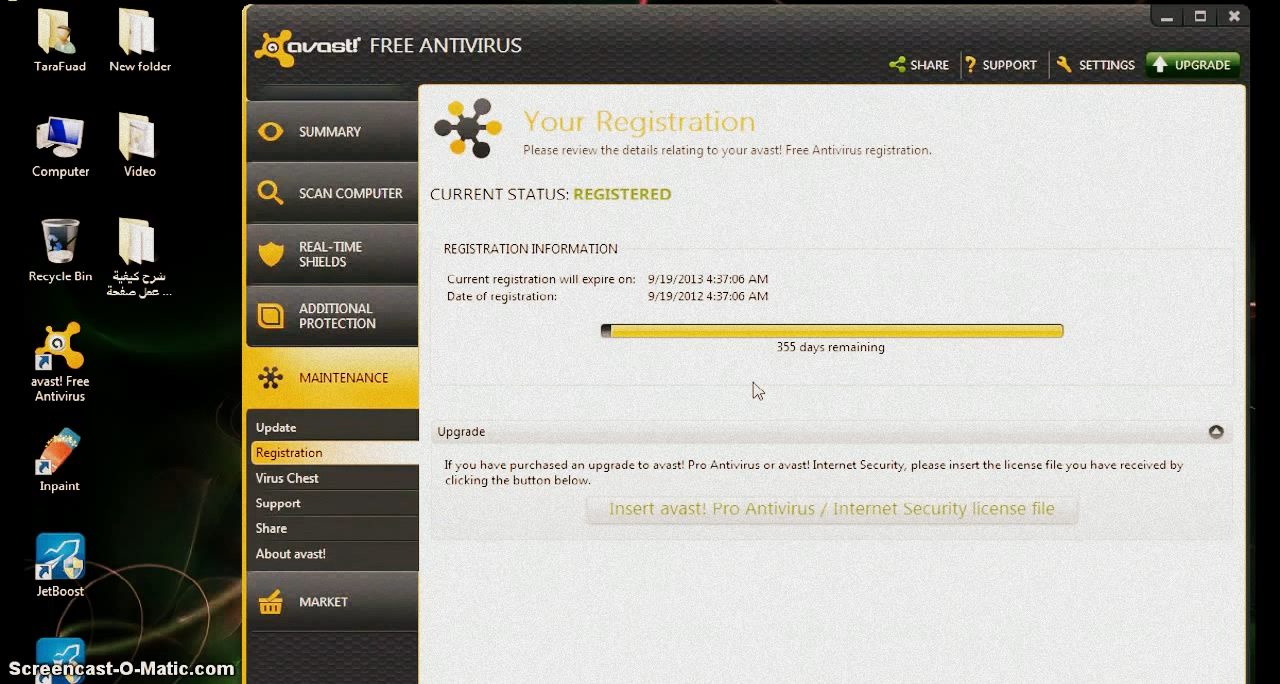 TaraFuad
New folder
Computer
Video
Recycle Bin
شرح كيفية
عمل صفحة ...
avast! Free
Antivirus
Inpaint
JetBoost
avast! FREE ANTIVIRUS
SHARE
SUPPORT
SETTINGS
UPGRADE
SUMMARY
SCAN COMPUTER
REAL-TIME
SHIELDS
ADDITIONAL
PROTECTION
MAINTENANCE
Update
Registration
Virus Chest
Support
Share
About avast!
MARKET
Your Registration
Please review the details relating to your avast! Free Antivirus registration.
CURRENT STATUS: REGISTERED
REGISTRATION INFORMATION
Current registration will expire on: 9/19/2013 4:37:06 AM
Date of registration: 9/19/2012 4:37:06 AM
355 days remaining
Upgrade
If you have purchased an upgrade to avast! Pro Antivirus or avast! Internet Security, please insert the license file you have received by
clicking the button below.
Insert avast! Pro Antivirus / Internet Security license file
Screencast-O-Matic.com